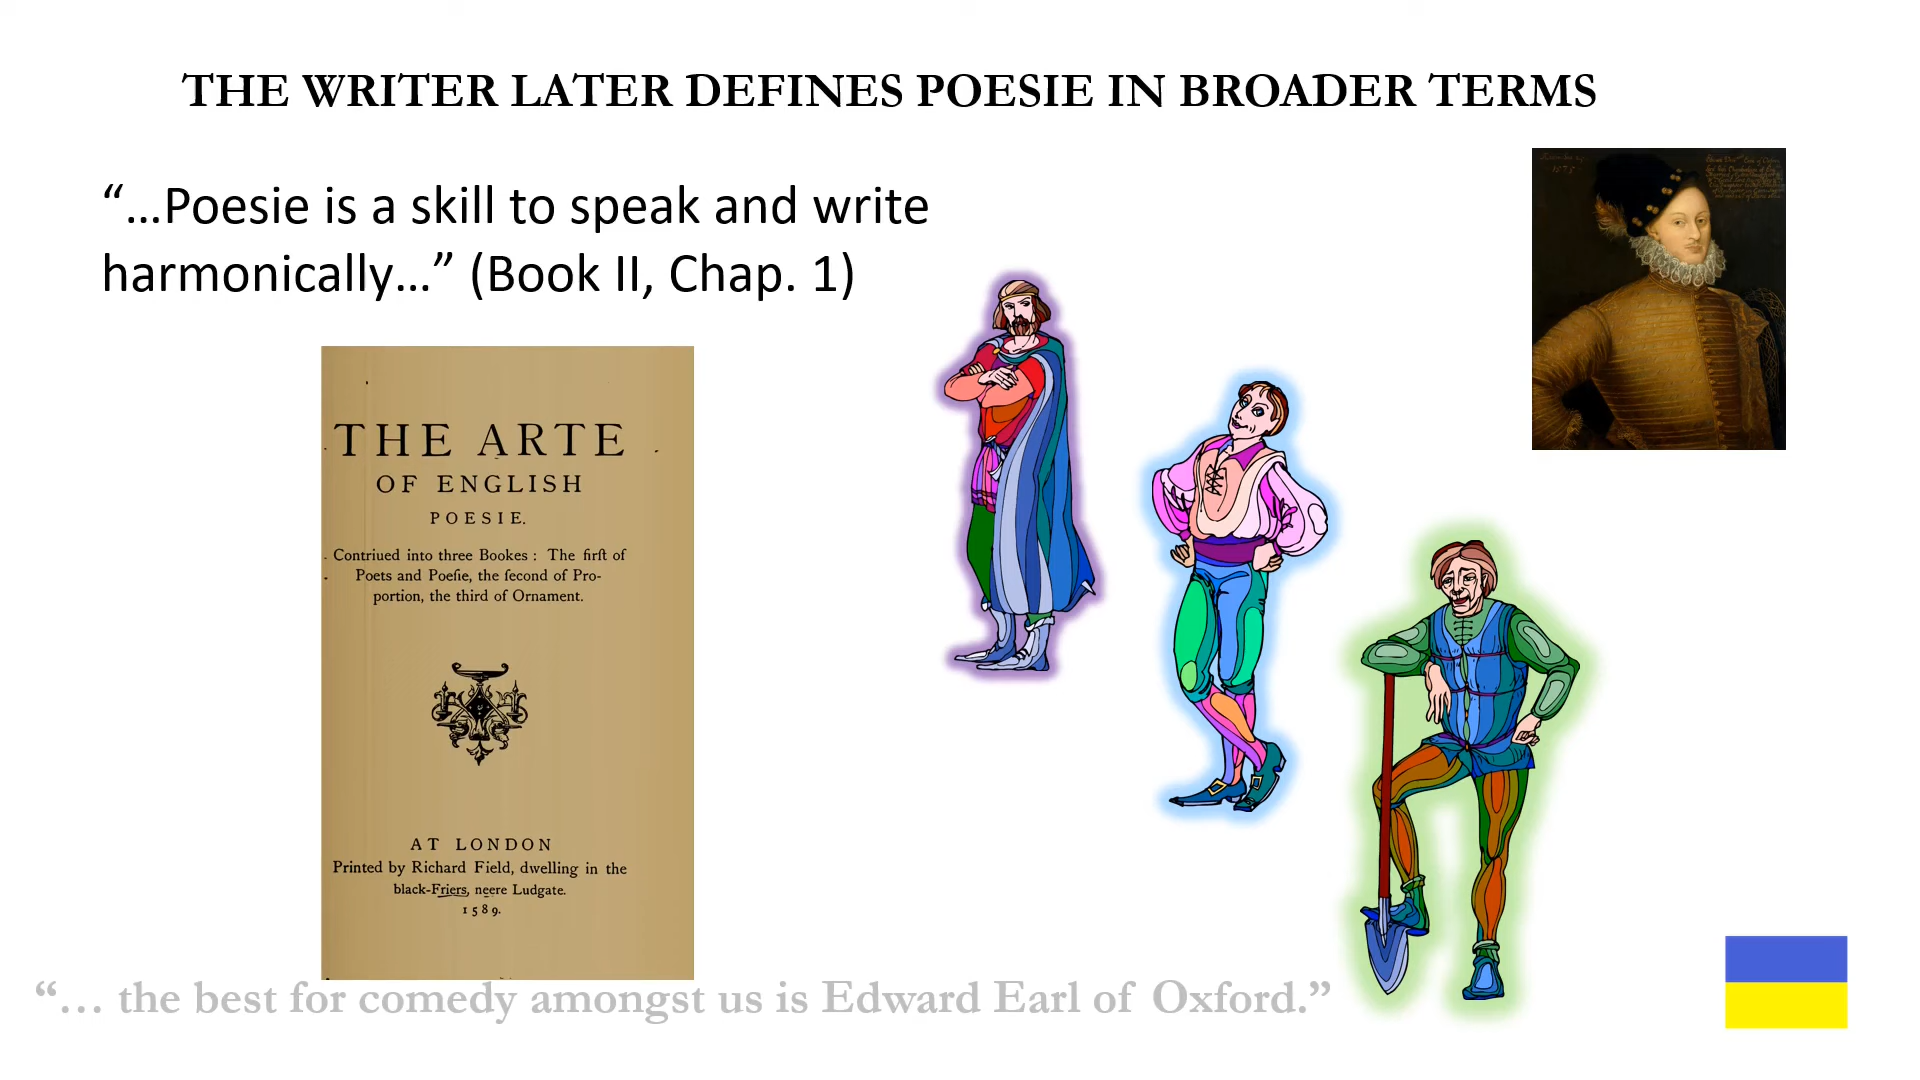 THE WRITER LATER DEFINES POESIE IN BROADER TERMS
“…Poesie is a skill to speak and write
harmonically…” (Book II, Chap. 1)
THE ARTE
OF ENGLISH
POESIE.
Contriued into three Bookes : The firſt of
Poets and Poeſie, the ſecond of Pro-
portion, the third of Ornament.
AT LONDON
Printed by Richard Field, dwelling in the
black-Friers, neere Ludgate.
1589.
“… the best for comedy amongst us is Edward Earl of Oxford.”